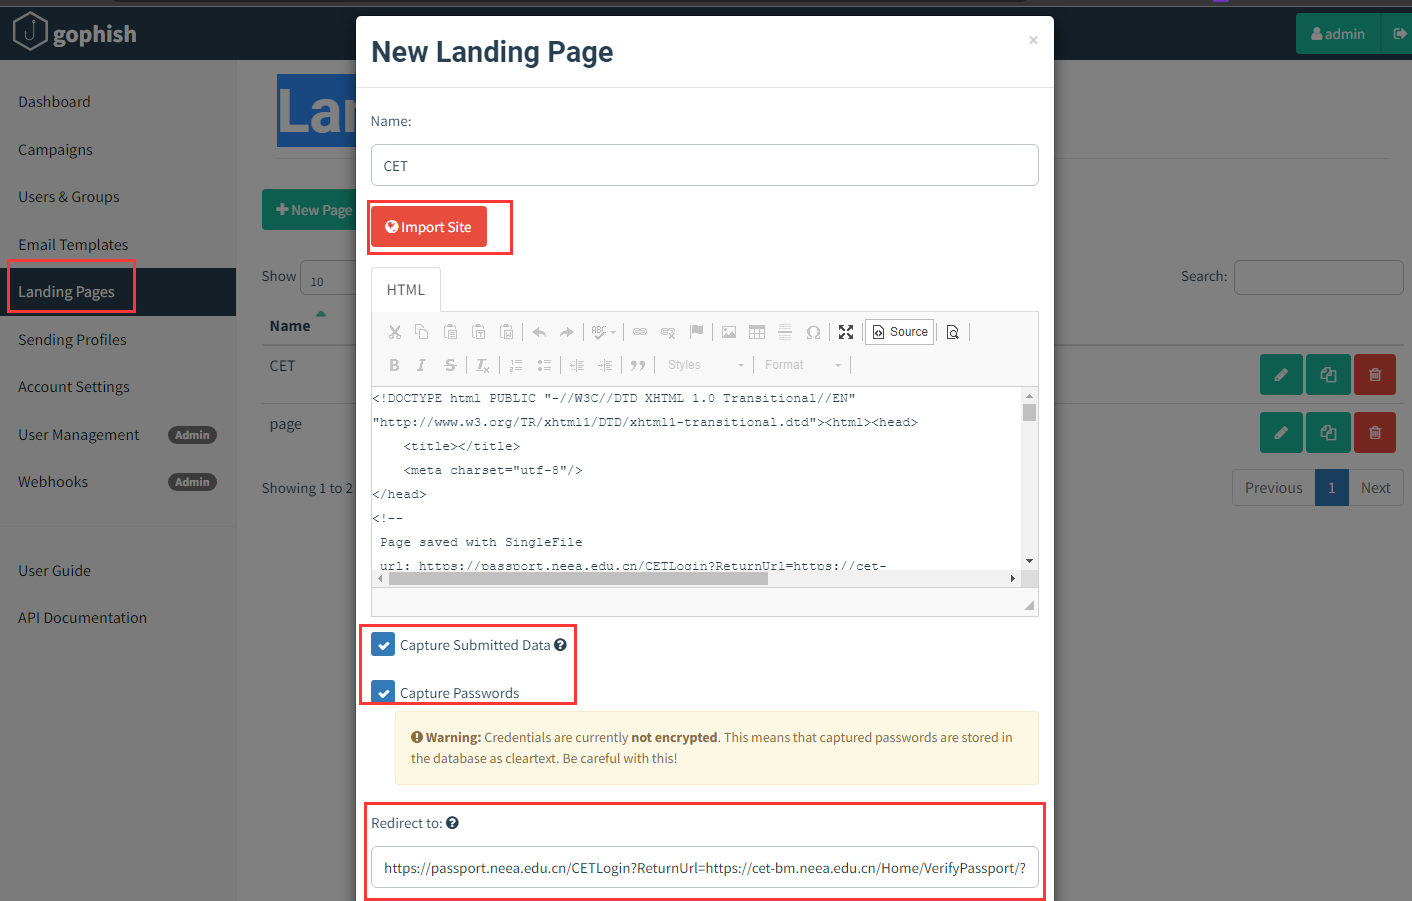 gophish
admin
New Landing Page
×
Dashboard
Campaigns
Users & Groups
Email Templates
Landing Pages
Sending Profiles
Account Settings
User Management Admin
Webhooks Admin
User Guide
API Documentation
Lan
New Page
Show 10
Search:
Name
CET
page
Showing 1 to 2
Previous 1 Next
Name:
CET
Import Site
HTML
ABC
Source
Styles
Format
<!DOCTYPE html PUBLIC "-//W3C//DTD XHTML 1.0 Transitional//EN"
"http://www.w3.org/TR/xhtml1/DTD/xhtml1-transitional.dtd"><html><head>
<title></title>
<meta charset="utf-8"/>
</head>
<!--
Page saved with SingleFile
url: https://passport.neea.edu.cn/CETLogin?ReturnUrl=https://cet-
Capture Submitted Data
Capture Passwords
Warning: Credentials are currently not encrypted. This means that captured passwords are stored in
the database as cleartext. Be careful with this!
Redirect to:
https://passport.neea.edu.cn/CETLogin?ReturnUrl=https://cet-bm.neea.edu.cn/Home/VerifyPassport/?